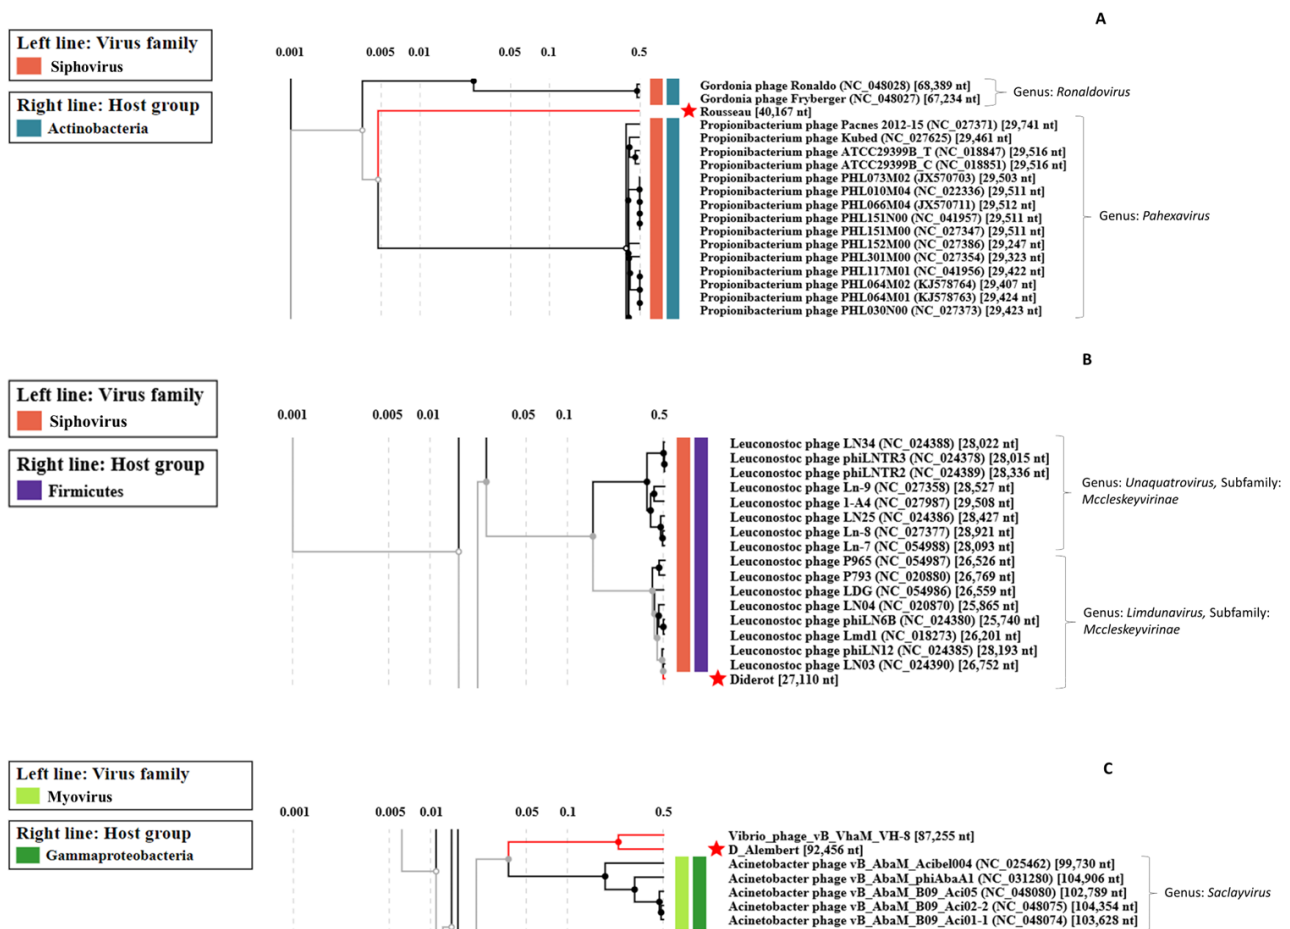 A
Left line: Virus family
Siphovirus
Right line: Host group
Actinobacteria
0.001 0.005 0.01 0.05 0.1 0.5
Gordonia phage Ronaldo (NC_048028) [68,389 nt]
Gordonia phage Fryberger (NC_048027) [67,234 nt]
Genus: Ronaldovirus
Rousseau [40,167 nt]
Propionibacterium phage Pacnes 2012-15 (NC_027371) [29,741 nt]
Propionibacterium phage Kubed (NC_027625) [29,461 nt]
Propionibacterium phage ATCC29399B_T (NC_018847) [29,516 nt]
Propionibacterium phage ATCC29399B_C (NC_018851) [29,516 nt]
Propionibacterium phage PHL073M02 (JX570703) [29,503 nt]
Propionibacterium phage PHL010M04 (NC_022336) [29,511 nt]
Propionibacterium phage PHL066M04 (JX570711) [29,512 nt]
Propionibacterium phage PHL151N00 (NC_041957) [29,511 nt]
Propionibacterium phage PHL151M00 (NC_027347) [29,511 nt]
Propionibacterium phage PHL152M00 (NC_027386) [29,247 nt]
Propionibacterium phage PHL301M00 (NC_027354) [29,323 nt]
Propionibacterium phage PHL117M01 (NC_041956) [29,422 nt]
Propionibacterium phage PHL064M02 (KJ578764) [29,407 nt]
Propionibacterium phage PHL064M01 (KJ578763) [29,424 nt]
Propionibacterium phage PHL030N00 (NC_027373) [29,423 nt]
Genus: Pahexavirus
B
Left line: Virus family
Siphovirus
Right line: Host group
Firmicutes
0.001 0.005 0.01 0.05 0.1 0.5
Leuconostoc phage LN34 (NC_024388) [28,022 nt]
Leuconostoc phage phiLNTR3 (NC_024378) [28,015 nt]
Leuconostoc phage phiLNTR2 (NC_024389) [28,336 nt]
Leuconostoc phage Ln-9 (NC_027358) [28,527 nt]
Leuconostoc phage 1-A4 (NC_027987) [29,508 nt]
Leuconostoc phage LN25 (NC_024386) [28,427 nt]
Leuconostoc phage Ln-8 (NC_027377) [28,921 nt]
Leuconostoc phage Ln-7 (NC_054988) [28,093 nt]
Genus: Unaquatrovirus, Subfamily:
Mccleskeyvirinae
Leuconostoc phage P965 (NC_054987) [26,526 nt]
Leuconostoc phage P793 (NC_020880) [26,769 nt]
Leuconostoc phage LDG (NC_054986) [26,559 nt]
Leuconostoc phage LN04 (NC_020870) [25,865 nt]
Leuconostoc phage phiLN6B (NC_024380) [25,740 nt]
Leuconostoc phage Lmd1 (NC_018273) [26,201 nt]
Leuconostoc phage phiLN12 (NC_024385) [28,193 nt]
Leuconostoc phage LN03 (NC_024390) [26,752 nt]
Diderot [27,110 nt]
Genus: Limdunavirus, Subfamily:
Mccleskeyvirinae
C
Left line: Virus family
Myovirus
Right line: Host group
Gammaproteobacteria
0.001 0.005 0.01 0.05 0.1 0.5
Vibrio_phage_vB_VhaM_VH-8 [87,255 nt]
D_Alembert [92,456 nt]
Acinetobacter phage vB_AbaM_Acibel004 (NC_025462) [99,730 nt]
Acinetobacter phage vB_AbaM_phiAbaA1 (NC_031280) [104,906 nt]
Acinetobacter phage vB_AbaM_B09_Aci05 (NC_048080) [102,789 nt]
Acinetobacter phage vB_AbaM_B09_Aci02-2 (NC_048075) [104,354 nt]
Acinetobacter phage vB_AbaM_B09_Aci01-1 (NC_048074) [103,628 nt]
Genus: Saclayvirus